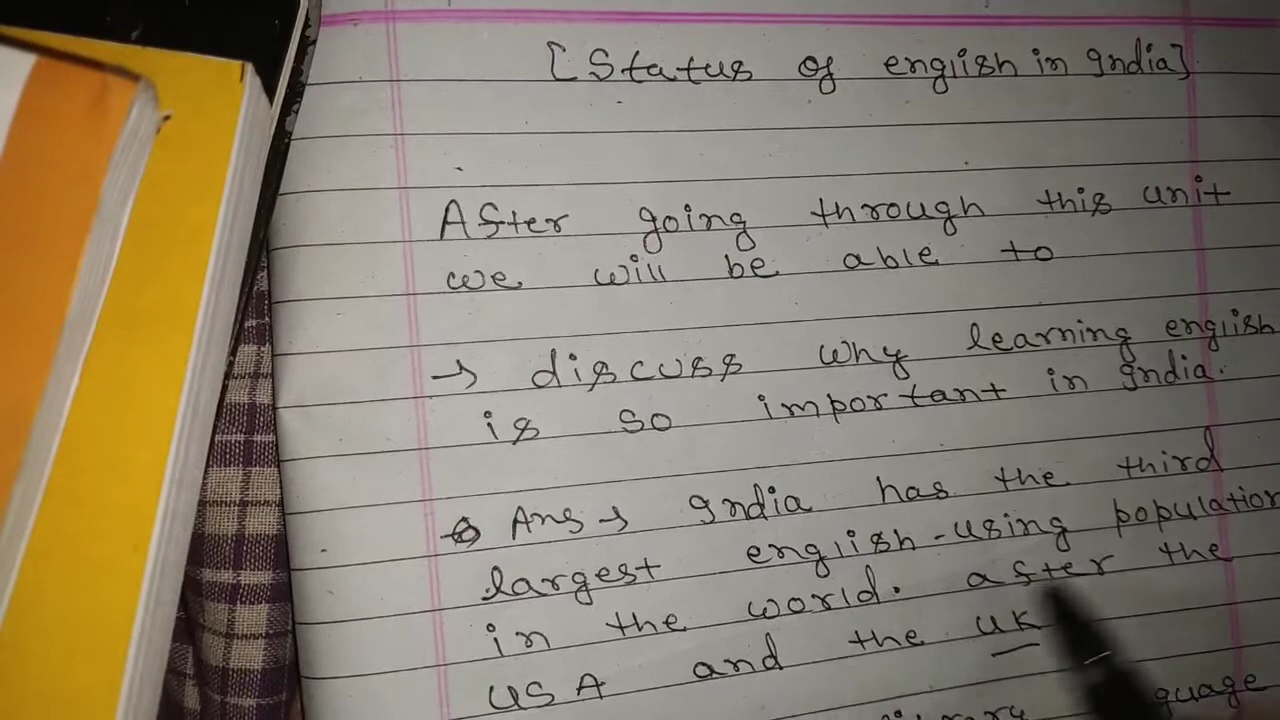 [Status of english in India]
After going through this unit
we will be able to
→ discuss why learning english
is so important in India.
Ans → India has the third
largest english-using population
in the world. after the
USA and the UK
guage